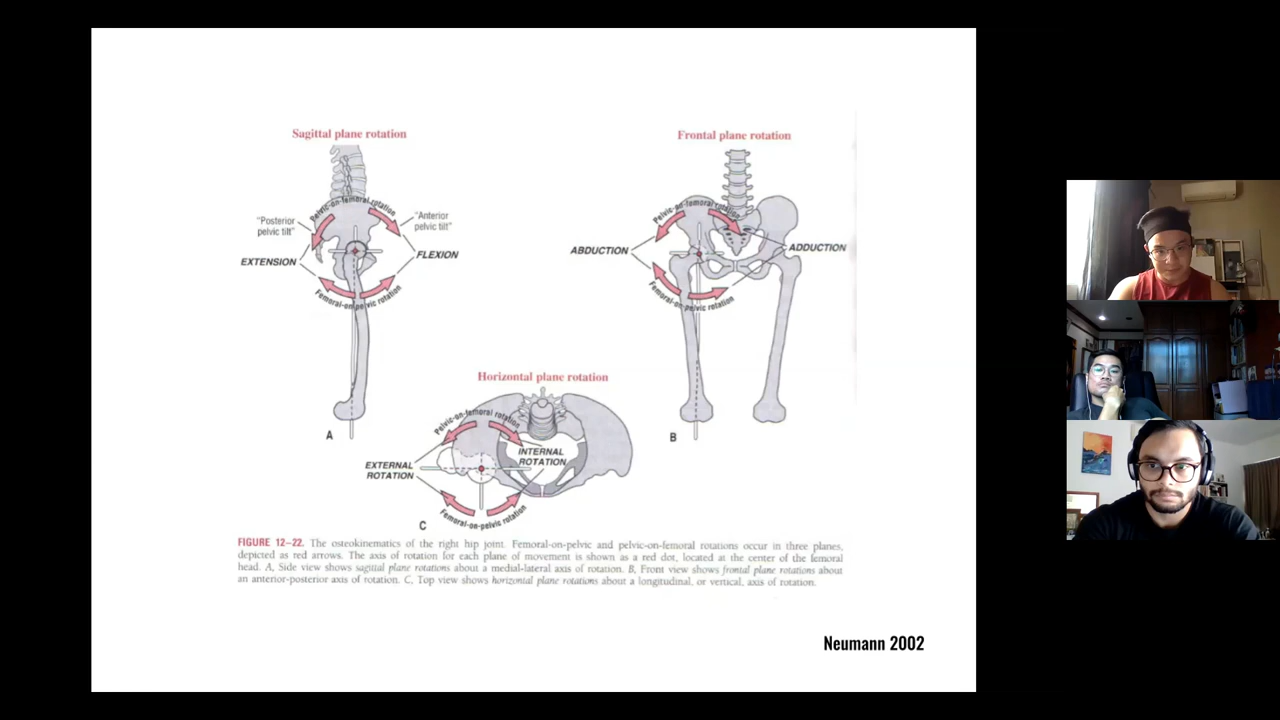 Sagittal plane rotation
Pelvic-on-femoral rotation
"Posterior
pelvic tilt"
"Anterior
pelvic tilt"
EXTENSION
FLEXION
Femoral-on-pelvic rotation
A
Frontal plane rotation
Pelvic-on-femoral rotation
ABDUCTION
ADDUCTION
Femoral-on-pelvic rotation
B
Horizontal plane rotation
Pelvic-on-femoral rotation
INTERNAL
ROTATION
EXTERNAL
ROTATION
Femoral-on-pelvic rotation
C
FIGURE 12–22. The osteokinematics of the right hip joint. Femoral-on-pelvic and pelvic-on-femoral rotations occur in three planes,
depicted as red arrows. The axis of rotation for each plane of movement is shown as a red dot, located at the center of the femoral
head. A, Side view shows sagittal plane rotations about a medial-lateral axis of rotation. B, Front view shows frontal plane rotations about
an anterior-posterior axis of rotation. C, Top view shows horizontal plane rotations about a longitudinal, or vertical, axis of rotation.
Neumann 2002